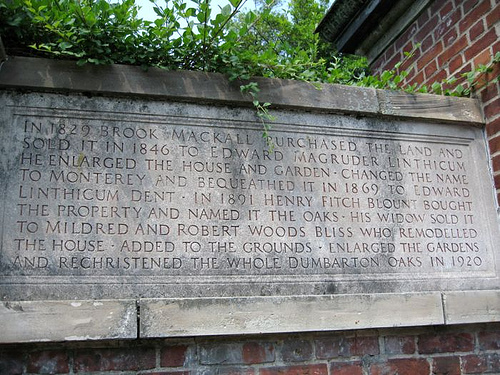 IN 1829 BROOK MACKALL PURCHASED THE LAND AND
SOLD IT IN 1846 TO EDWARD MAGRUDER LINTHICUM
HE ENLARGED THE HOUSE AND GARDEN · CHANGED THE NAME
TO MONTEREY AND BEQUEATHED IT IN 1869 TO EDWARD
LINTHICUM DENT · IN 1891 HENRY FITCH BLOUNT BOUGHT
THE PROPERTY AND NAMED IT THE OAKS · HIS WIDOW SOLD IT
TO MILDRED AND ROBERT WOODS BLISS WHO REMODELLED
THE HOUSE · ADDED TO THE GROUNDS · ENLARGED THE GARDENS
AND RECHRISTENED THE WHOLE DUMBARTON OAKS IN 1920